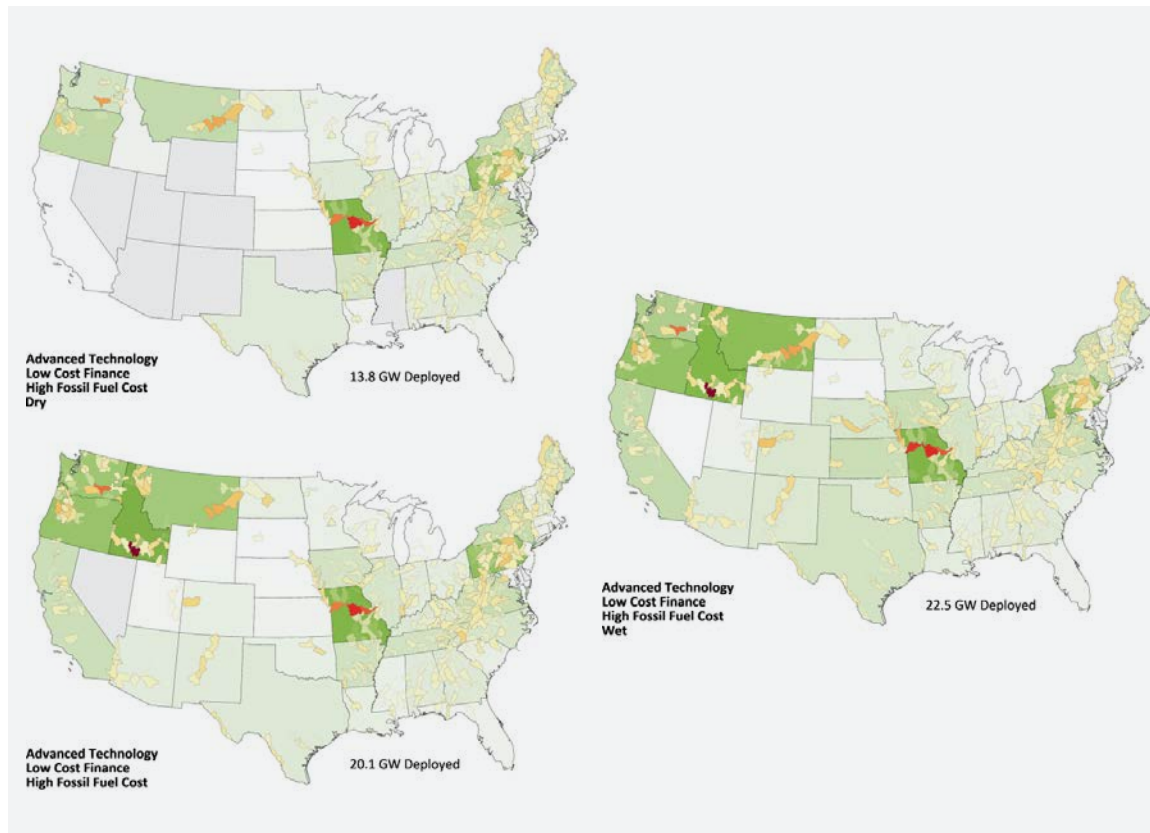 Advanced Technology
Low Cost Finance
High Fossil Fuel Cost
Dry
13.8 GW Deployed
Advanced Technology
Low Cost Finance
High Fossil Fuel Cost
20.1 GW Deployed
Advanced Technology
Low Cost Finance
High Fossil Fuel Cost
Wet
22.5 GW Deployed